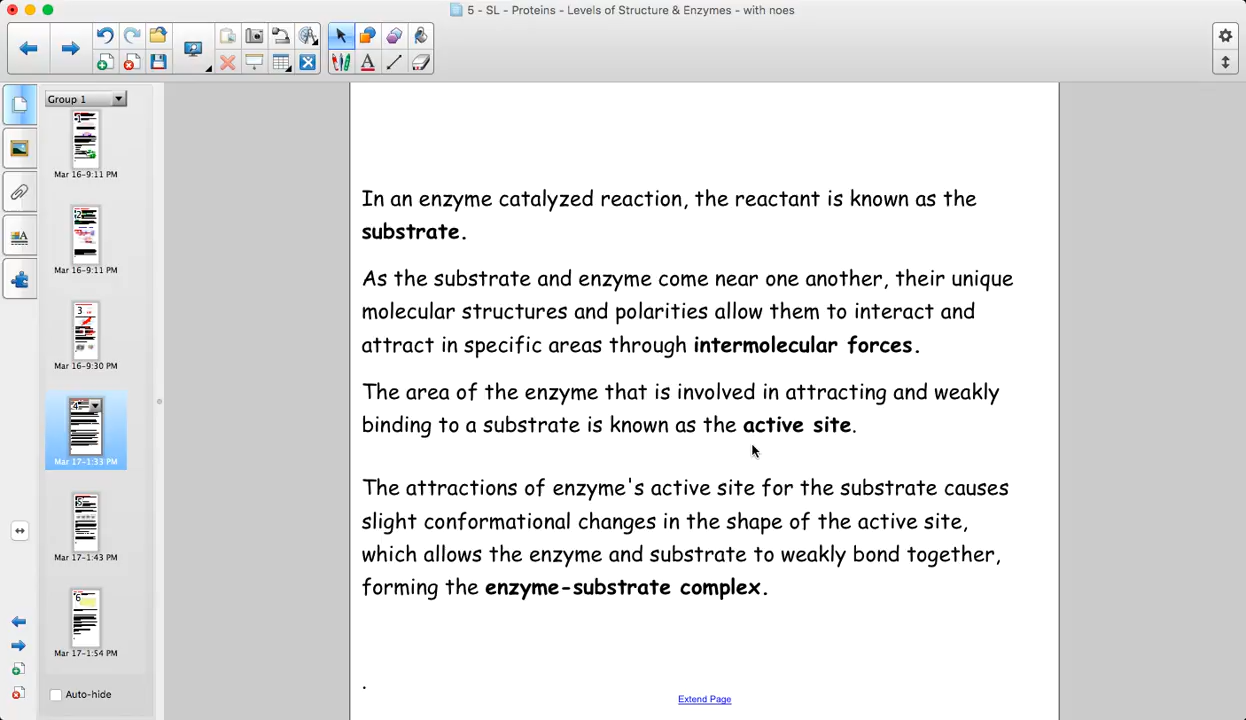 5 - SL - Proteins - Levels of Structure & Enzymes - with noes
Group 1
1
Mar 16-9:11 PM
2
Mar 16-9:11 PM
3
Mar 16-9:30 PM
4
Mar 17-1:33 PM
5
Mar 17-1:43 PM
6
Mar 17-1:54 PM
Auto-hide
In an enzyme catalyzed reaction, the reactant is known as the
substrate.
As the substrate and enzyme come near one another, their unique
molecular structures and polarities allow them to interact and
attract in specific areas through intermolecular forces.
The area of the enzyme that is involved in attracting and weakly
binding to a substrate is known as the active site.
The attractions of enzyme's active site for the substrate causes
slight conformational changes in the shape of the active site,
which allows the enzyme and substrate to weakly bond together,
forming the enzyme-substrate complex.
.
Extend Page